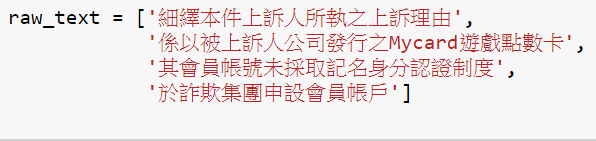 raw_text = ['細繹本件上訴人所執之上訴理由',
'係以被上訴人公司發行之Mycard遊戲點數卡',
'其會員帳號未採取記名身分認證制度',
'於詐欺集團申設會員帳戶']